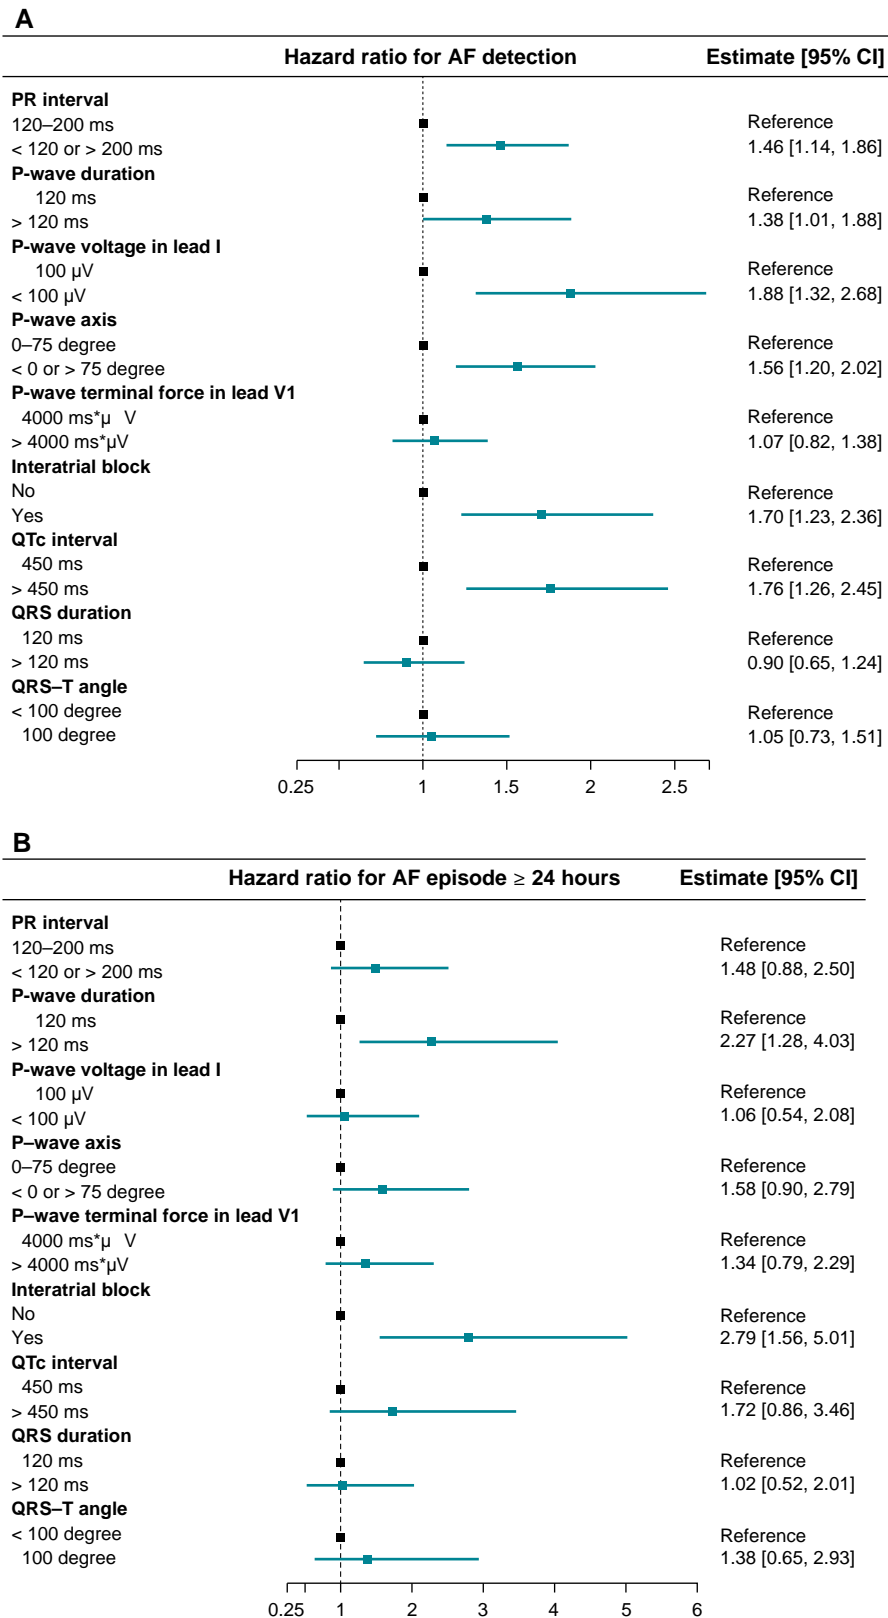 A
Hazard ratio for AF detection Estimate [95% CI]
PR interval
120–200 ms Reference
< 120 or > 200 ms 1.46 [1.14, 1.86]
P-wave duration
120 ms Reference
> 120 ms 1.38 [1.01, 1.88]
P-wave voltage in lead I
100 µV Reference
< 100 µV 1.88 [1.32, 2.68]
P-wave axis
0–75 degree Reference
< 0 or > 75 degree 1.56 [1.20, 2.02]
P-wave terminal force in lead V1
4000 ms*µ V Reference
> 4000 ms*µV 1.07 [0.82, 1.38]
Interatrial block
No Reference
Yes 1.70 [1.23, 2.36]
QTc interval
450 ms Reference
> 450 ms 1.76 [1.26, 2.45]
QRS duration
120 ms Reference
> 120 ms 0.90 [0.65, 1.24]
QRS–T angle
< 100 degree Reference
100 degree 1.05 [0.73, 1.51]
0.25 1 1.5 2 2.5
B
Hazard ratio for AF episode ≥ 24 hours Estimate [95% CI]
PR interval
120–200 ms Reference
< 120 or > 200 ms 1.48 [0.88, 2.50]
P-wave duration
120 ms Reference
> 120 ms 2.27 [1.28, 4.03]
P-wave voltage in lead I
100 µV Reference
< 100 µV 1.06 [0.54, 2.08]
P–wave axis
0–75 degree Reference
< 0 or > 75 degree 1.58 [0.90, 2.79]
P–wave terminal force in lead V1
4000 ms*µ V Reference
> 4000 ms*µV 1.34 [0.79, 2.29]
Interatrial block
No Reference
Yes 2.79 [1.56, 5.01]
QTc interval
450 ms Reference
> 450 ms 1.72 [0.86, 3.46]
QRS duration
120 ms Reference
> 120 ms 1.02 [0.52, 2.01]
QRS–T angle
< 100 degree Reference
100 degree 1.38 [0.65, 2.93]
0.25 1 2 3 4 5 6